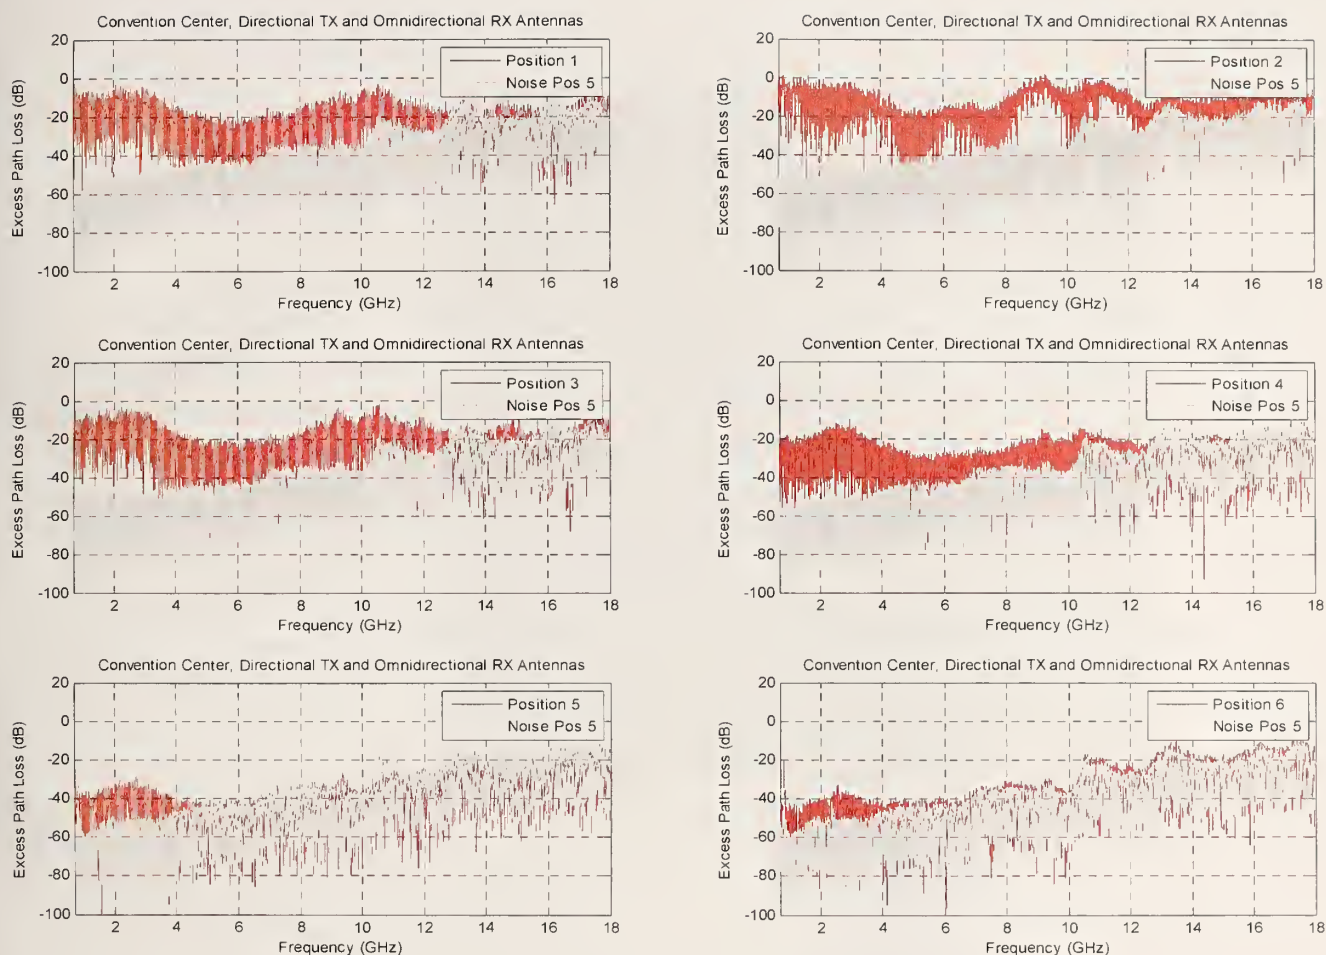 Convention Center, Directional TX and Omnidirectional RX Antennas
Excess Path Loss (dB)
20
0
-20
-40
-60
-80
-100
Position 1
Noise Pos 5
2 4 6 8 10 12 14 16 18
Frequency (GHz)
Convention Center, Directional TX and Omnidirectional RX Antennas
Excess Path Loss (dB)
20
0
-20
-40
-60
-80
-100
Position 2
Noise Pos 5
2 4 6 8 10 12 14 16 18
Frequency (GHz)
Convention Center, Directional TX and Omnidirectional RX Antennas
Excess Path Loss (dB)
20
0
-20
-40
-60
-80
-100
Position 3
Noise Pos 5
2 4 6 8 10 12 14 16 18
Frequency (GHz)
Convention Center, Directional TX and Omnidirectional RX Antennas
Excess Path Loss (dB)
20
0
-20
-40
-60
-80
-100
Position 4
Noise Pos 5
2 4 6 8 10 12 14 16 18
Frequency (GHz)
Convention Center, Directional TX and Omnidirectional RX Antennas
Excess Path Loss (dB)
20
0
-20
-40
-60
-80
-100
Position 5
Noise Pos 5
2 4 6 8 10 12 14 16 18
Frequency (GHz)
Convention Center, Directional TX and Omnidirectional RX Antennas
Excess Path Loss (dB)
20
0
-20
-40
-60
-80
-100
Position 6
Noise Pos 5
2 4 6 8 10 12 14 16 18
Frequency (GHz)